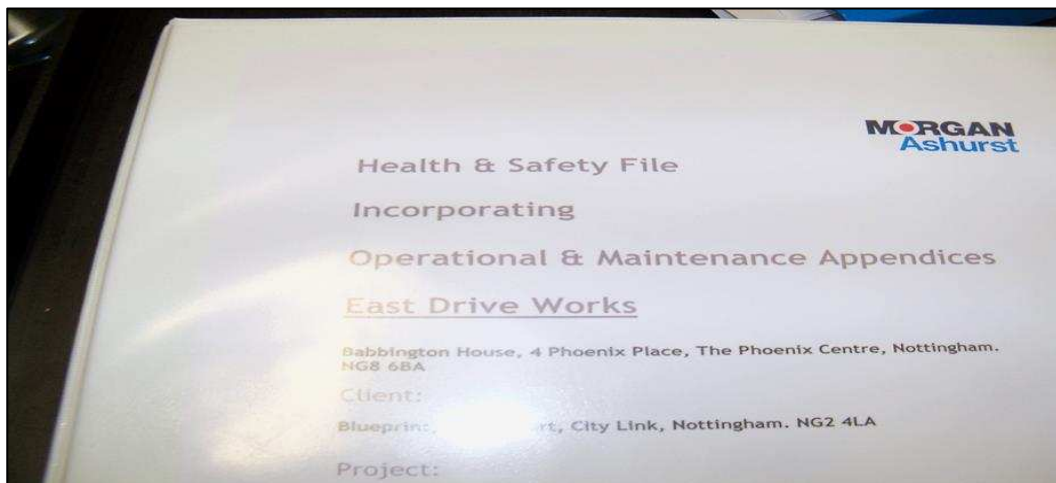 MORGAN
Ashurst
Health & Safety File
Incorporating
Operational & Maintenance Appendices
East Drive Works
Babbington House, 4 Phoenix Place, The Phoenix Centre, Nottingham.
NG8 6BA
Client:
Blueprint, City Link, Nottingham. NG2 4LA
Project: